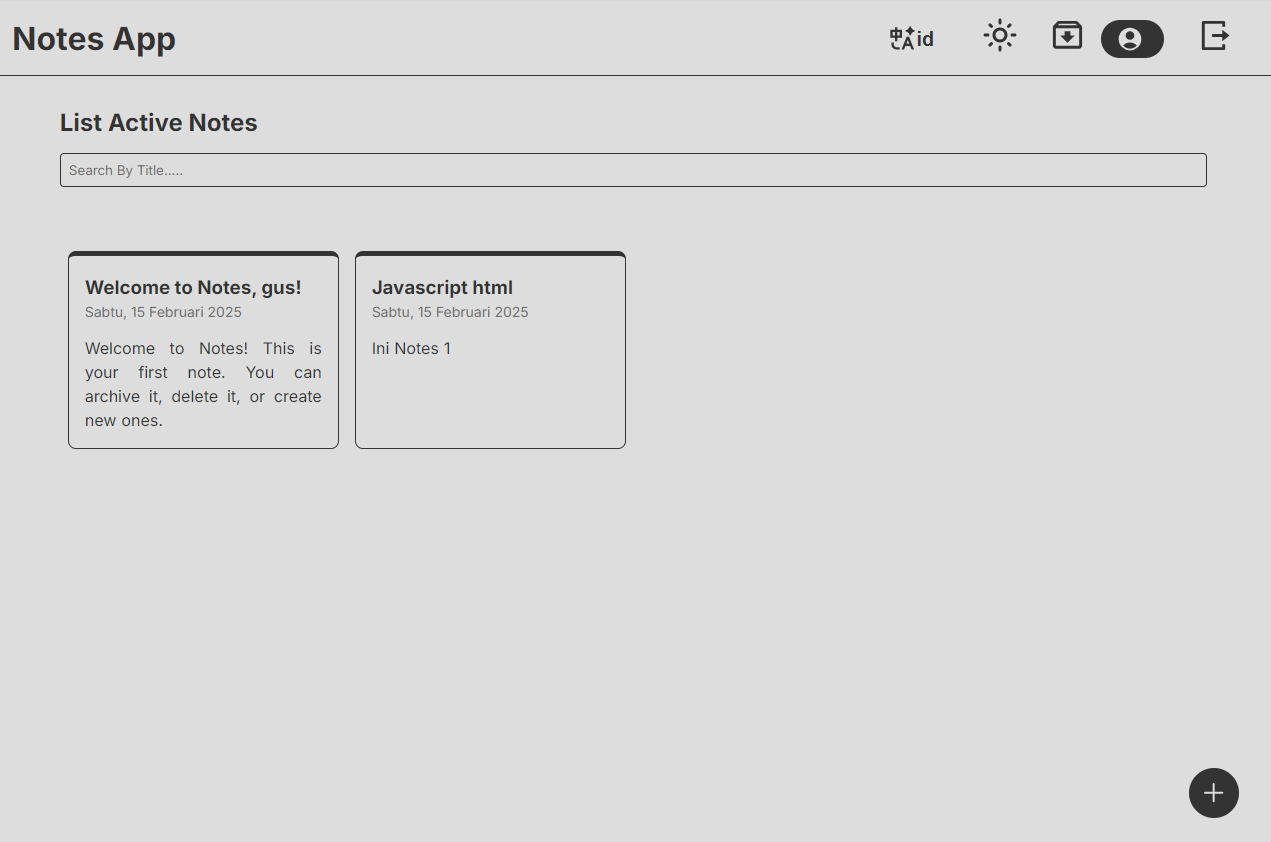 Notes App
id
List Active Notes
Search By Title.....
Welcome to Notes, gus!
Sabtu, 15 Februari 2025
Welcome to Notes! This is
your first note. You can
archive it, delete it, or create
new ones.
Javascript html
Sabtu, 15 Februari 2025
Ini Notes 1